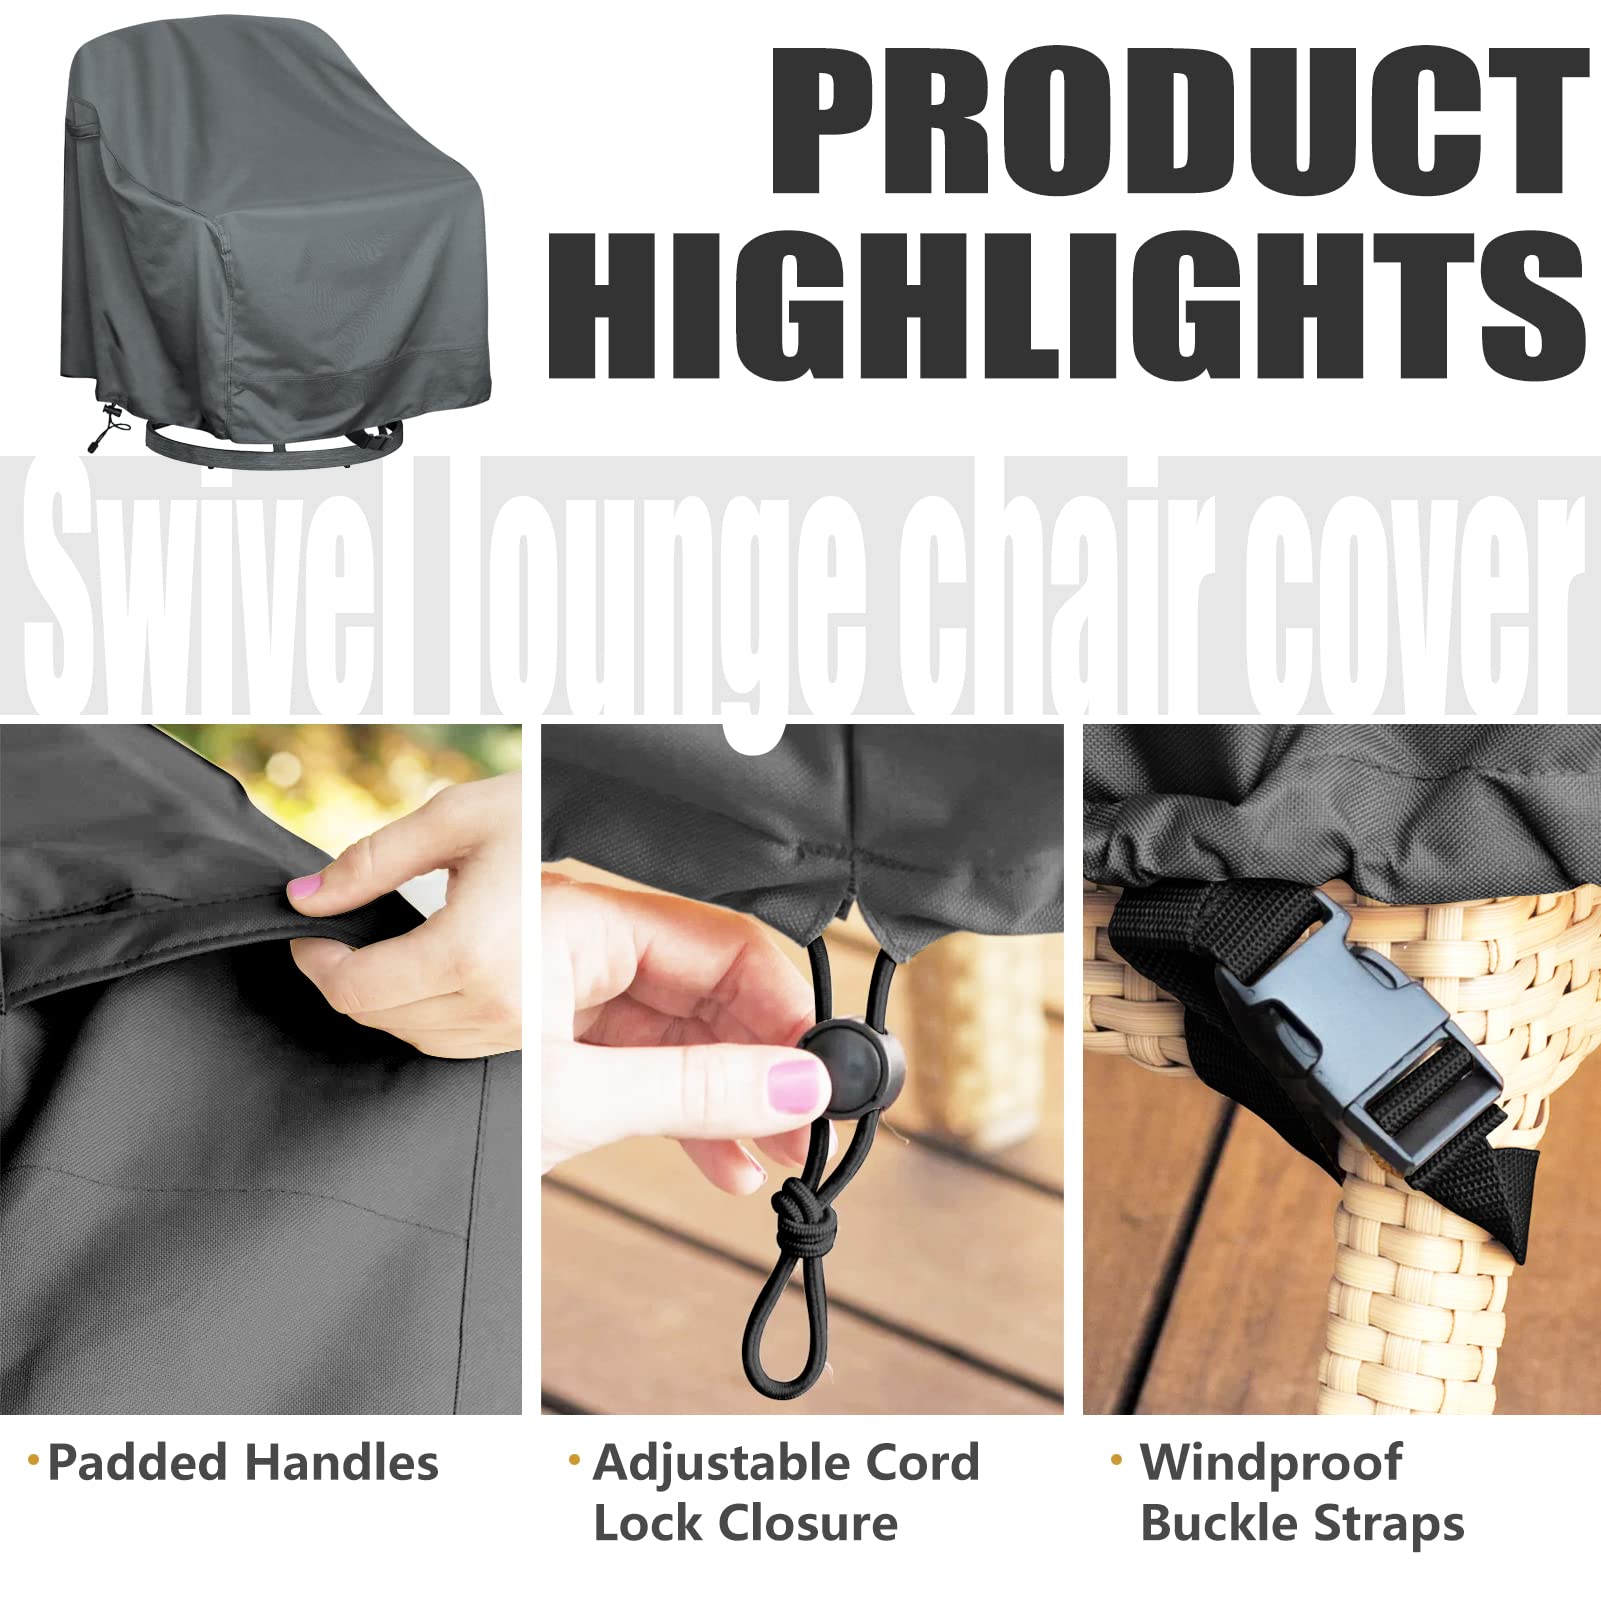 PRODUCT
HIGHLIGHTS
Swivel lounge chair cover
• Padded Handles
• Adjustable Cord
Lock Closure
• Windproof
Buckle Straps